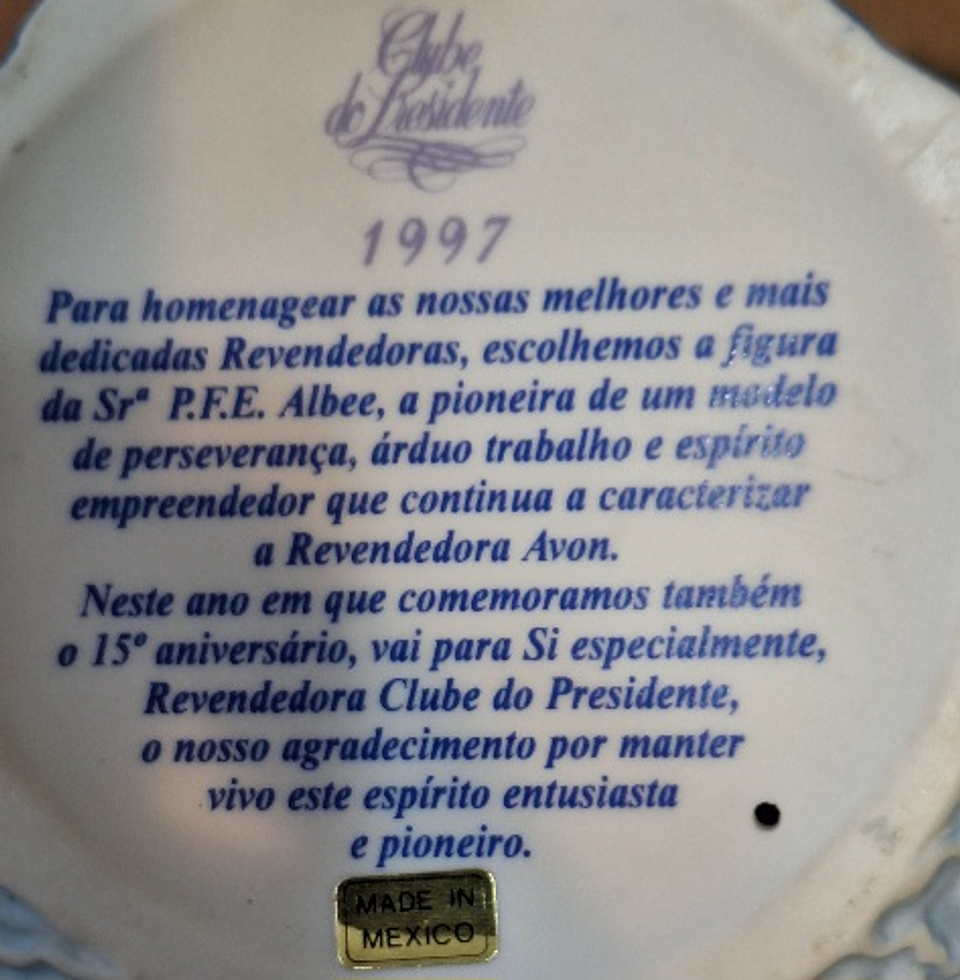 Clube
do Presidente
1997
Para homenagear as nossas melhores e mais
dedicadas Revendedoras, escolhemos a figura
da Srª P.F.E. Albee, a pioneira de um modelo
de perseverança, árduo trabalho e espírito
empreendedor que continua a caracterizar
a Revendedora Avon.
Neste ano em que comemoramos também
o 15º aniversário, vai para Si especialmente,
Revendedora Clube do Presidente,
o nosso agradecimento por manter
vivo este espírito entusiasta
e pioneiro.
MADE IN
MEXICO